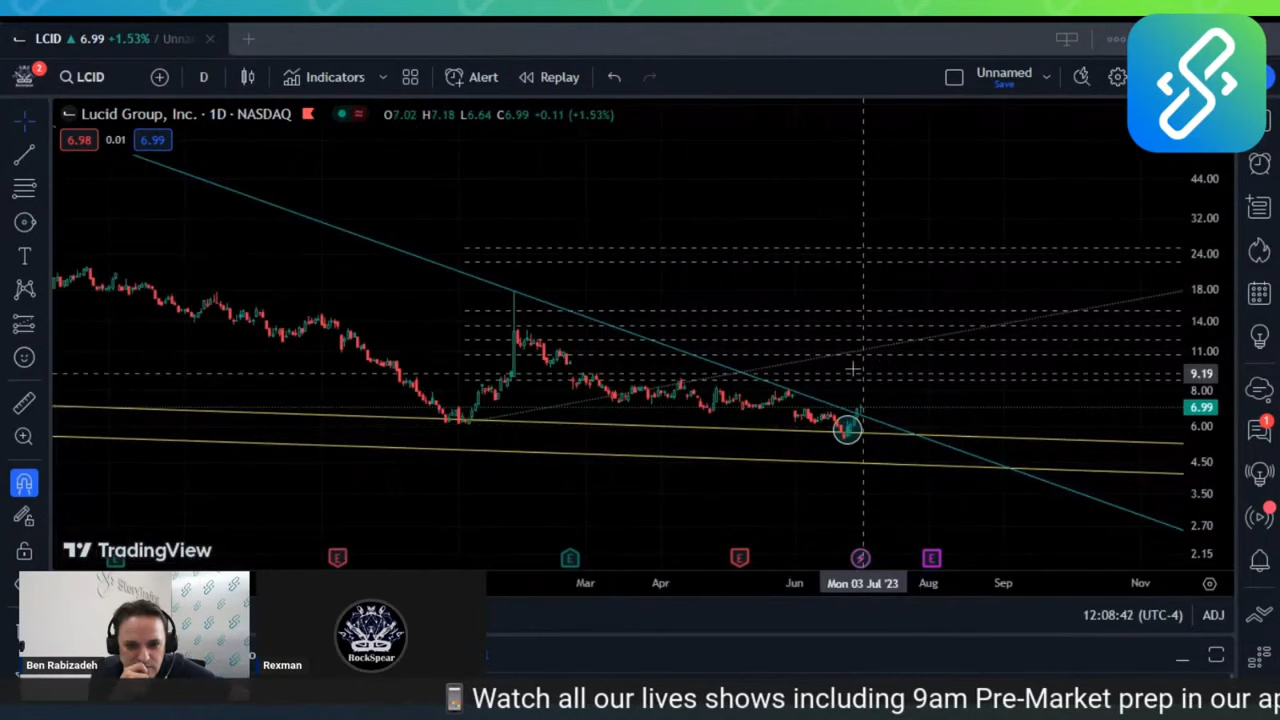 LCID ▲ 6.99 +1.53% / Unna
2
LCID
D
Indicators
Alert
Replay
Unnamed
Save
Lucid Group, Inc. · 1D · NASDAQ
O7.02 H7.18 L6.64 C6.99 +0.11 (+1.53%)
6.98 0.01 6.99
44.00
32.00
24.00
18.00
14.00
11.00
9.19
8.00
6.99
6.00
4.50
3.50
2.70
2.15
1
TradingView
E
E
E
E
E
Mar
Apr
Jun
Mon 03 Jul '23
Aug
Sep
Nov
12:08:42 (UTC-4)
ADJ
RockSpear
Ben Rabizadeh
Rexman
Watch all our lives shows including 9am Pre-Market prep in our ap